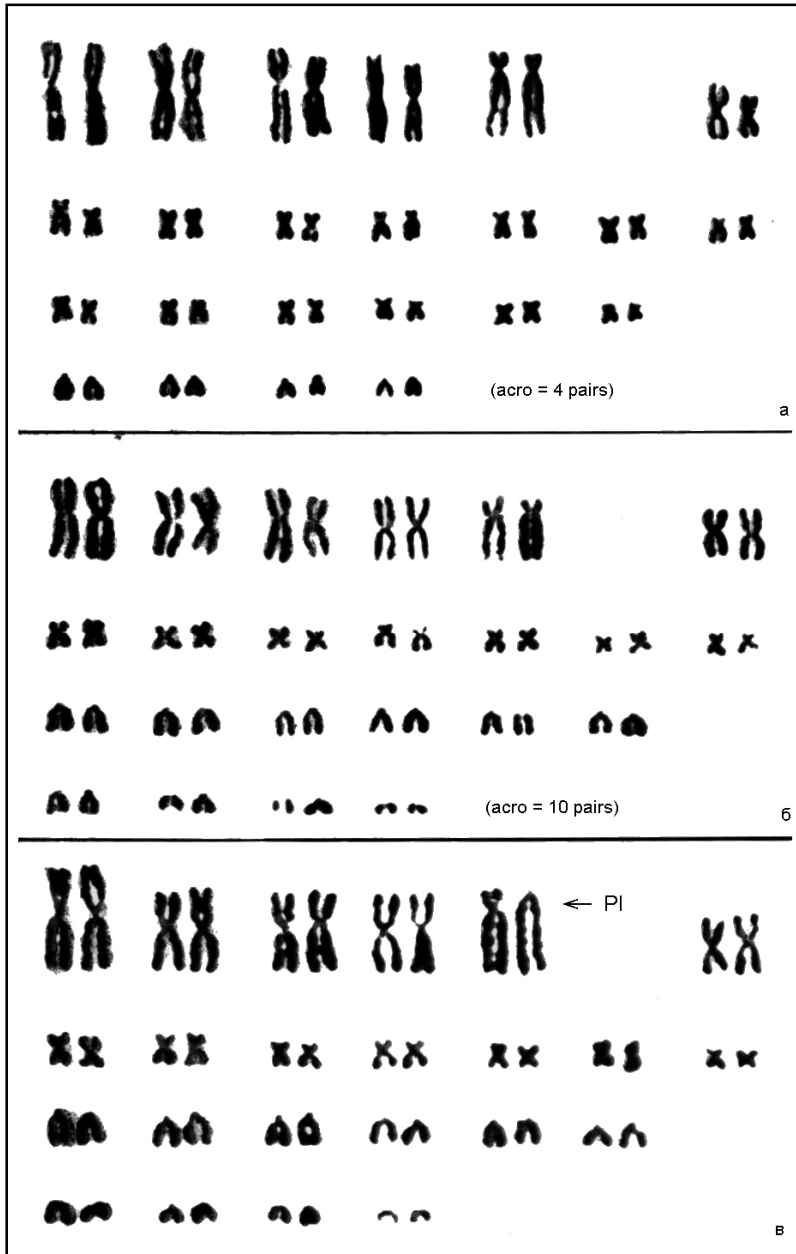 (acro = 4 pairs)
а
(acro = 10 pairs)
б
← PI
в